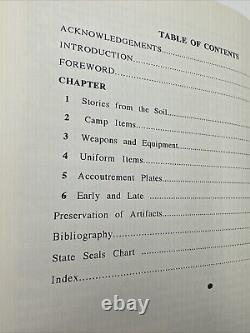 TABLE OF CONTENTS
ACKNOWLEDGEMENTS..............
INTRODUCTION.......................
FOREWORD..............................
CHAPTER
1 Stories from the Soil..............
2 Camp Items..........................
3 Weapons and Equipment.......
4 Uniform Items.......................
5 Accoutrement Plates..............
6 Early and Late ......................
Preservation of Artifacts..............
Bibliography..............................
State Seals Chart .......................
Index........................................
ebay